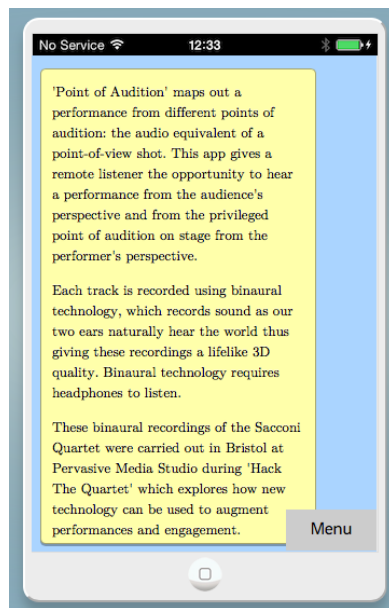 No Service 12:33
'Point of Audition' maps out a
performance from different points of
audition: the audio equivalent of a
point-of-view shot. This app gives a
remote listener the opportunity to hear
a performance from the audience's
perspective and from the privileged
point of audition on stage from the
performer's perspective.
Each track is recorded using binaural
technology, which records sound as our
two ears naturally hear the world thus
giving these recordings a lifelike 3D
quality. Binaural technology requires
headphones to listen.
These binaural recordings of the Sacconi
Quartet were carried out in Bristol at
Pervasive Media Studio during 'Hack
The Quartet' which explores how new
technology can be used to augment
performances and engagement.
Menu